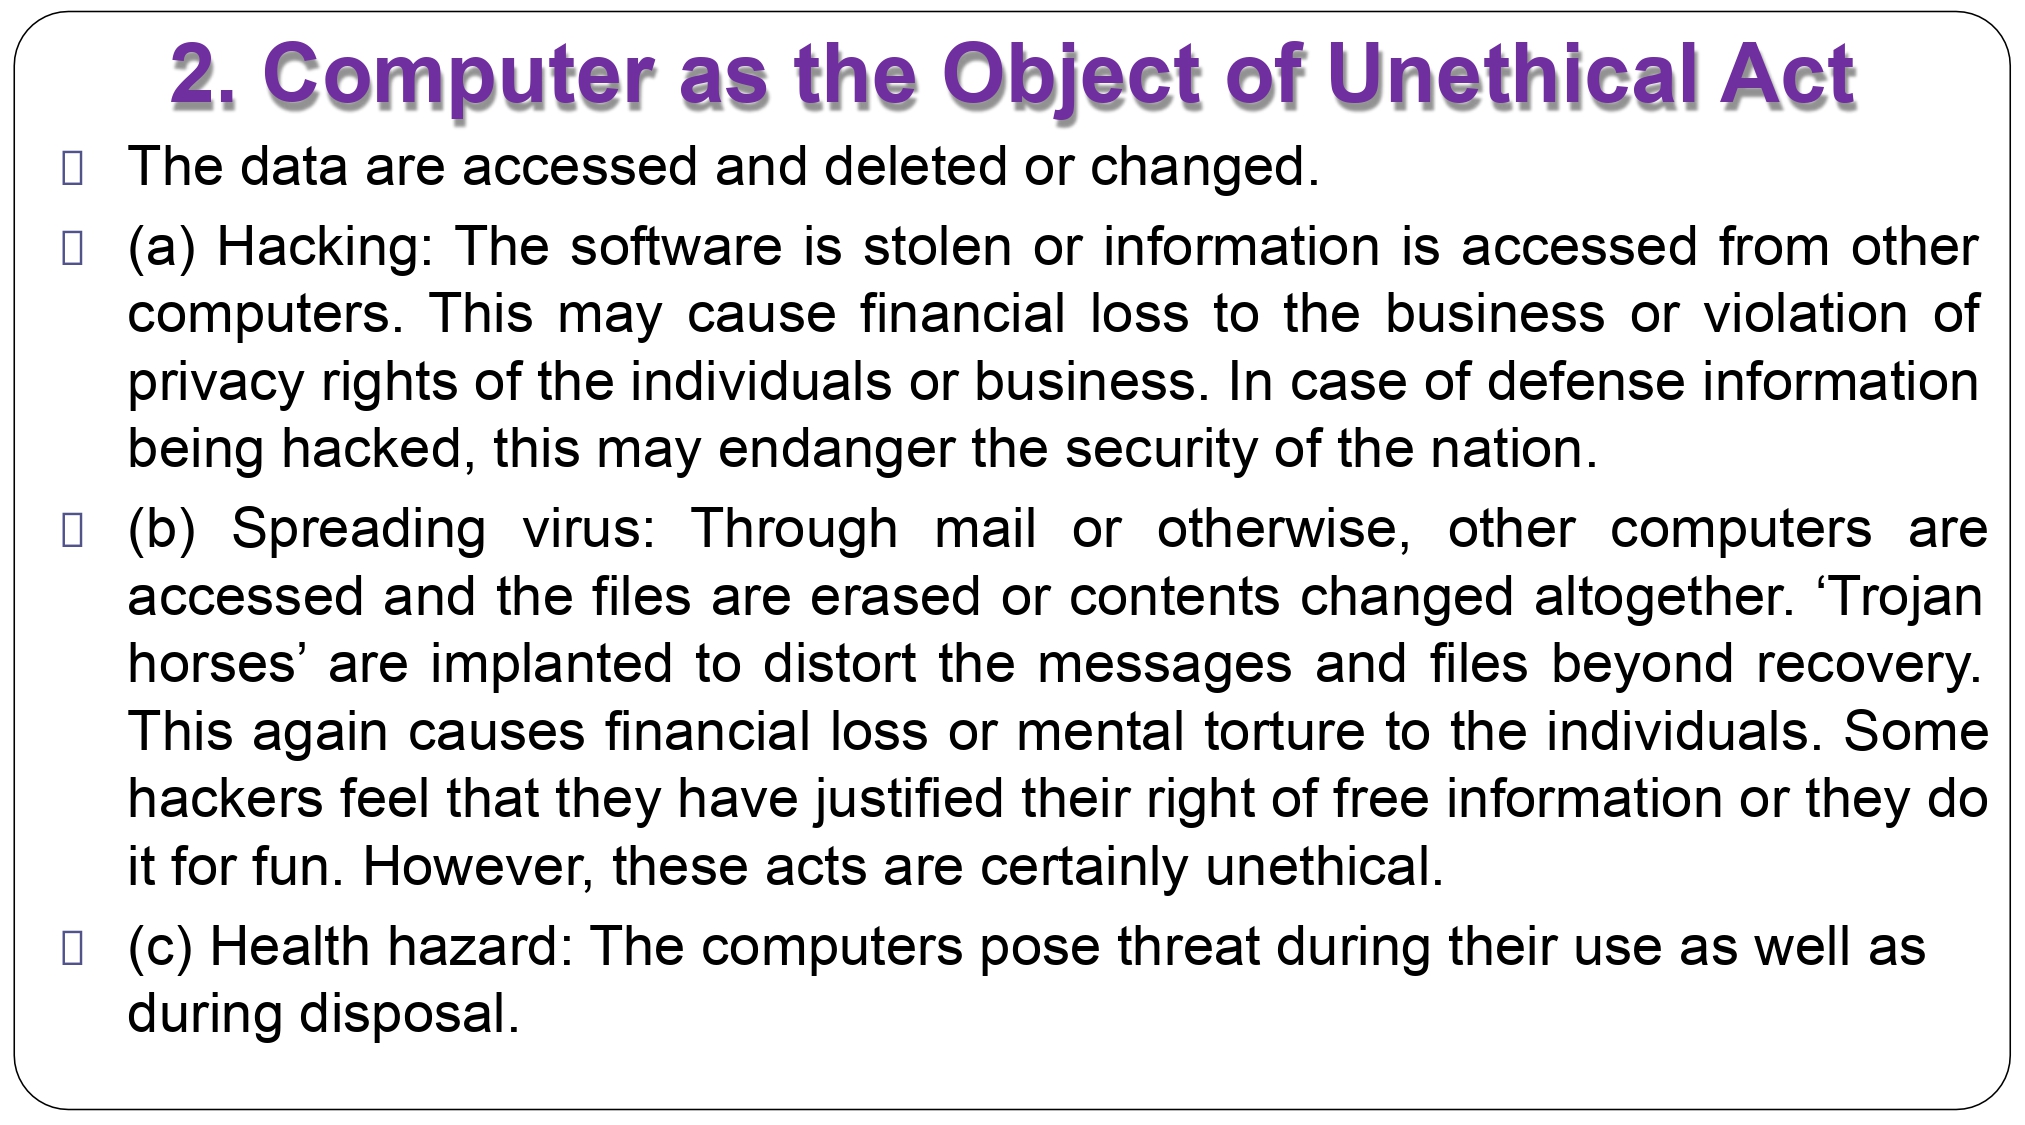 2. Computer as the Object of Unethical Act
The data are accessed and deleted or changed.
(a) Hacking: The software is stolen or information is accessed from other
computers. This may cause financial loss to the business or violation of
privacy rights of the individuals or business. In case of defense information
being hacked, this may endanger the security of the nation.
(b) Spreading virus: Through mail or otherwise, other computers are
accessed and the files are erased or contents changed altogether. ‘Trojan
horses’ are implanted to distort the messages and files beyond recovery.
This again causes financial loss or mental torture to the individuals. Some
hackers feel that they have justified their right of free information or they do
it for fun. However, these acts are certainly unethical.
(c) Health hazard: The computers pose threat during their use as well as
during disposal.